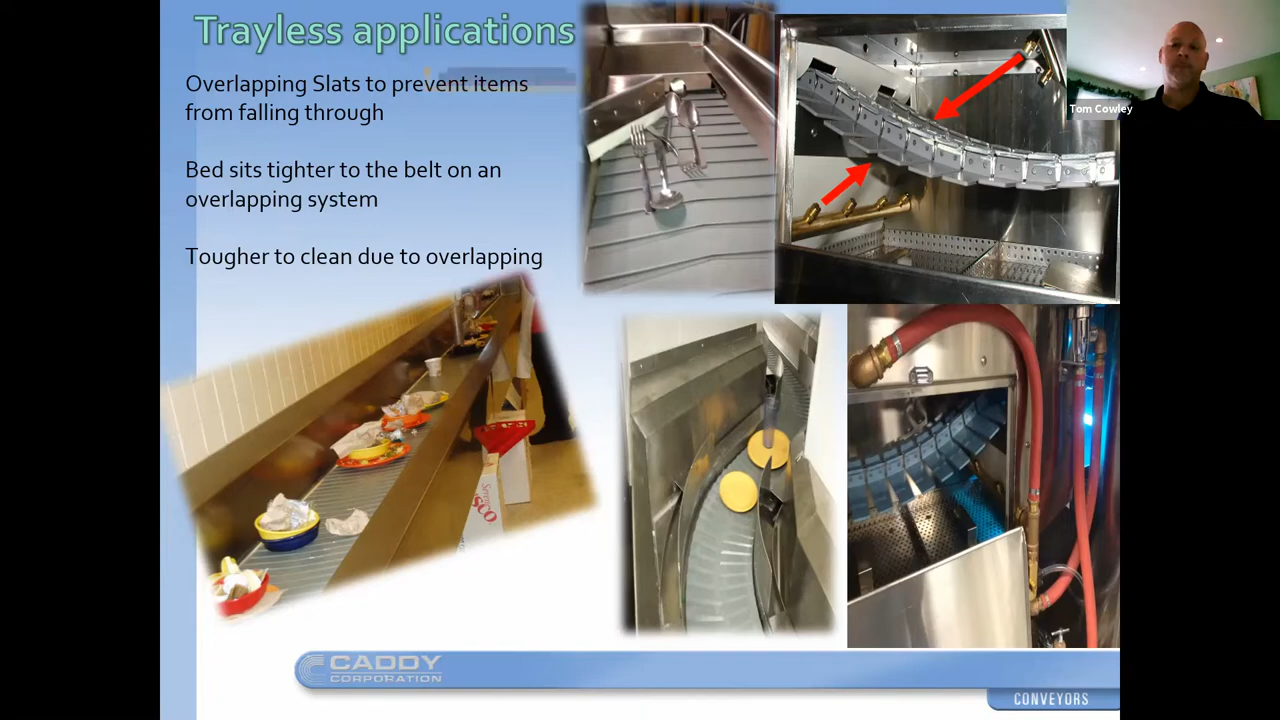 Trayless applications
Overlapping Slats to prevent items
from falling through
Bed sits tighter to the belt on an
overlapping system
Tougher to clean due to overlapping
Tom Cowley
CADDY
CORPORATION
CONVEYORS